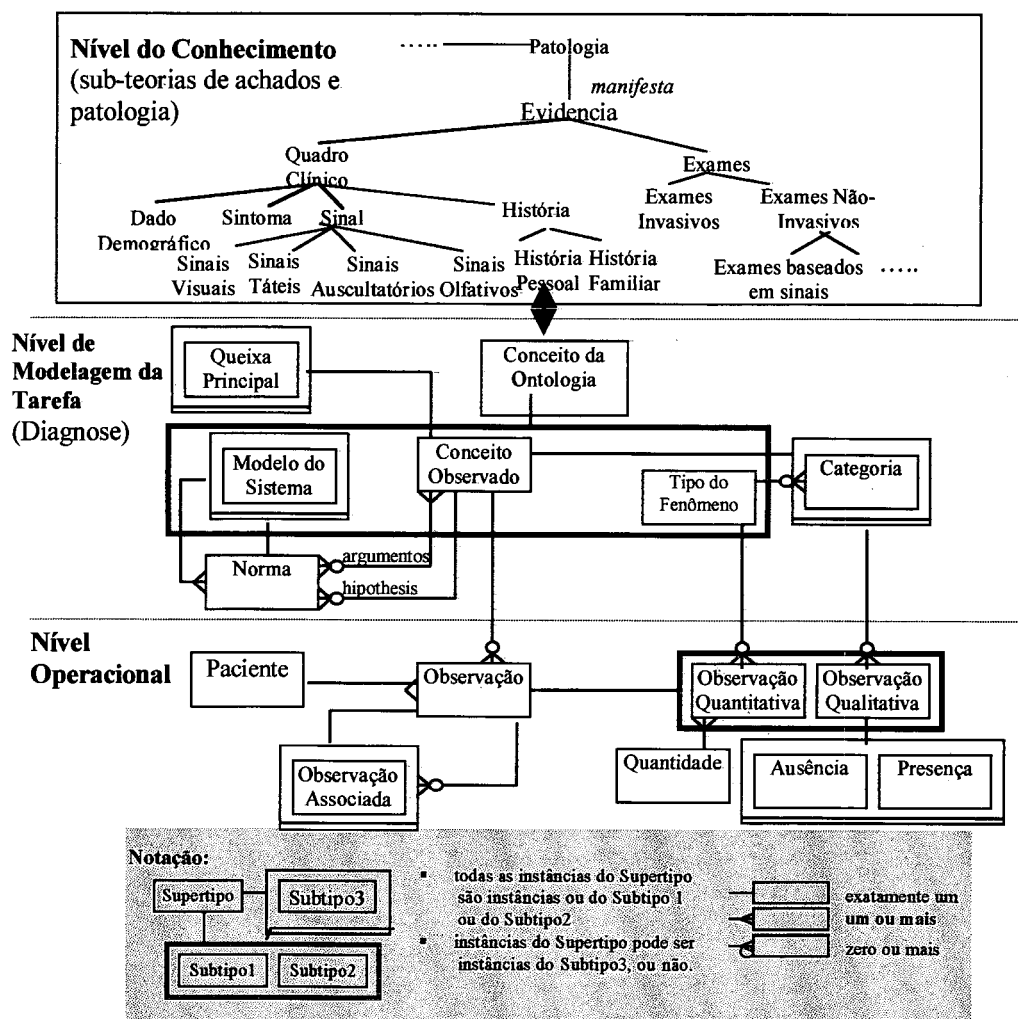 Nível do Conhecimento
(sub-teorias de achados e
patologia)
.....
Patologia
manifesta
Evidencia
Quadro
Clínico
Exames
Dado
Demográfico
Síntoma
Sinal
História
Exames
Invasivos
Exames Não-
Invasivos
Sinais
Visuais
Sinais
Táteis
Sinais
Auscultatórios
Sinais
Olfativos
História
Pessoal
História
Familiar
Exames baseados
em sinais
.....
Nível de
Modelagem da
Tarefa
(Diagnose)
Queixa
Principal
Conceito da
Ontologia
Modelo do
Sistema
Conceito
Observado
Tipo do
Fenômeno
Categoria
Norma
argumentos
hipothesis
Nível
Operacional
Paciente
Observação
Observação
Quantitativa
Observação
Qualitativa
Observação
Associada
Quantidade
Ausência
Presença
Notação:
Supertipo
Subtipo3
Subtipo1
Subtipo2
▪ todas as instâncias do Supertipo
são instâncias ou do Subtipo 1
ou do Subtipo2
▪ instâncias do Supertipo pode ser
instâncias do Subtipo3, ou não.
exatamente um
um ou mais
zero ou mais